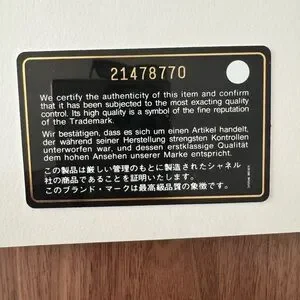 21478770
We certify the authenticity of this item and confirm
that it has been subjected to the most exacting quality
control. Its high quality is a symbol of the fine reputation
of the Trademark.
Wir bestätigen, dass es sich um einen Artikel handelt,
der während seiner Herstellung strengsten Kontrollen
unterworfen war, und dessen erstklassige Qualität
dem hohen Ansehen unserer Marke entspricht.
この製品は厳しい管理のもとに製造されたシャネル
社の商品であることを証明いたします。
このブランド・マークは最高級品質の象徴です。